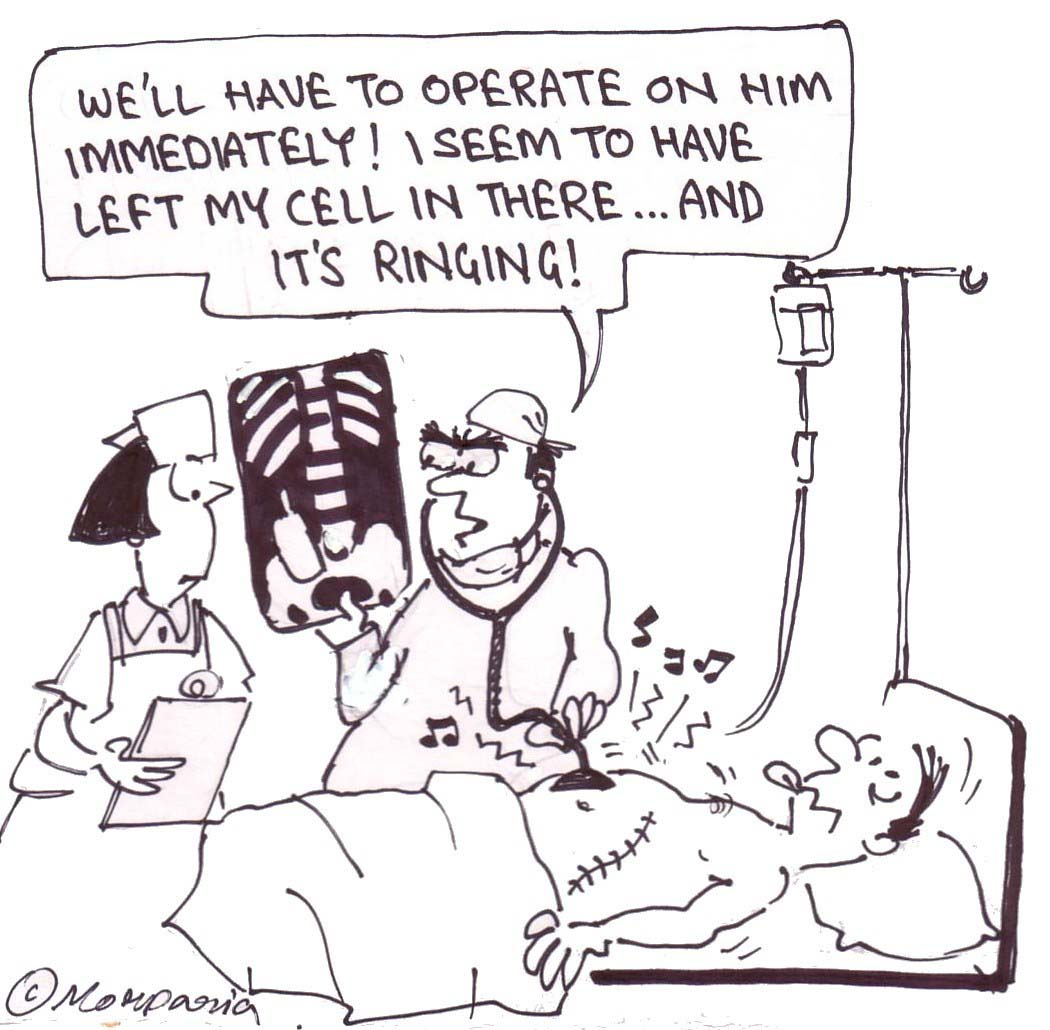 WE'LL HAVE TO OPERATE ON HIM
IMMEDIATELY! I SEEM TO HAVE
LEFT MY CELL IN THERE... AND
IT'S RINGING!
© Morparia